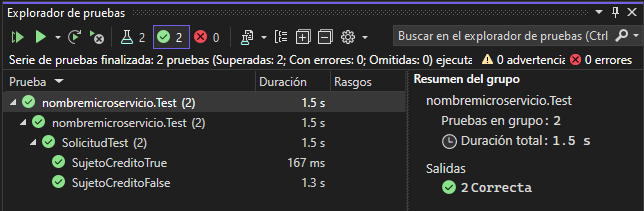 Explorador de pruebas
2
2
0
Buscar en el explorador de pruebas (Ctrl
Serie de pruebas finalizada: 2 pruebas (Superadas: 2; Con errores: 0; Omitidas: 0) ejecuta
0 advertencia
0 errores
Prueba
Duración
Rasgos
Resumen del grupo
nombremicroservicio.Test (2)
1.5 s
nombremicroservicio.Test
nombremicroservicio.Test (2)
1.5 s
Pruebas en grupo: 2
SolicitudTest (2)
1.5 s
Duración total: 1.5 s
SujetoCreditoTrue
167 ms
Salidas
SujetoCreditoFalse
1.3 s
2 Correcta